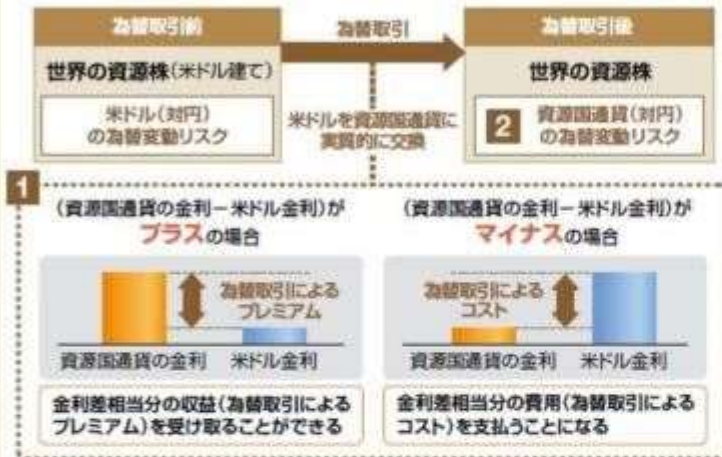 為替取引前
為替取引
為替取引後
世界の資源株(米ドル建て)
世界の資源株
米ドル(対円)
の為替変動リスク
米ドルを資源国通貨に
実質的に交換
2
資源国通貨(対円)
の為替変動リスク
1
(資源国通貨の金利-米ドル金利)が
プラスの場合
為替取引による
プレミアム
資源国通貨の金利
米ドル金利
金利差相当分の収益(為替取引による
プレミアム)を受け取ることができる
(資源国通貨の金利-米ドル金利)が
マイナスの場合
為替取引による
コスト
資源国通貨の金利
米ドル金利
金利差相当分の費用(為替取引による
コスト)を支払うことになる